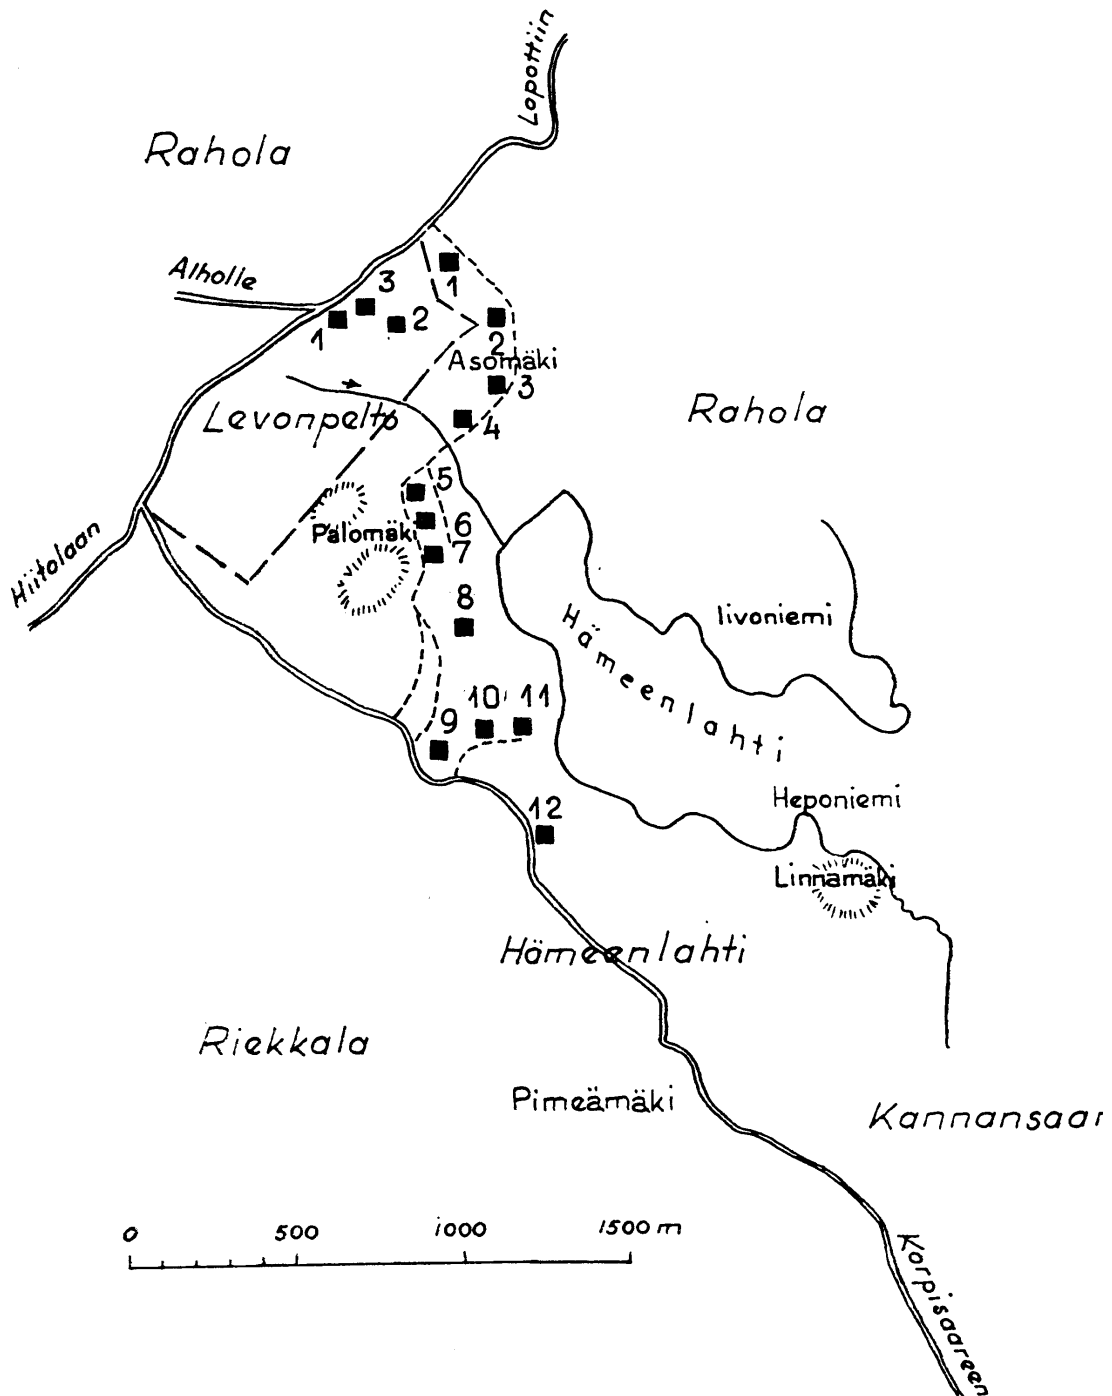 Lopottiin
Rahola
Alholle
3
1
1
2
2
Asomäki
3
Levonpelto
4
Rahola
5
Palomäki
6
7
Hiitolaan
8
Iivoniemi
Hämeenlahti
10 11
9
Heponiemi
12
Linnamäki
Hämeenlahti
Riekkala
Pimeämäki
Kannansaar
0 500 1000 1500 m
Korpisaareen